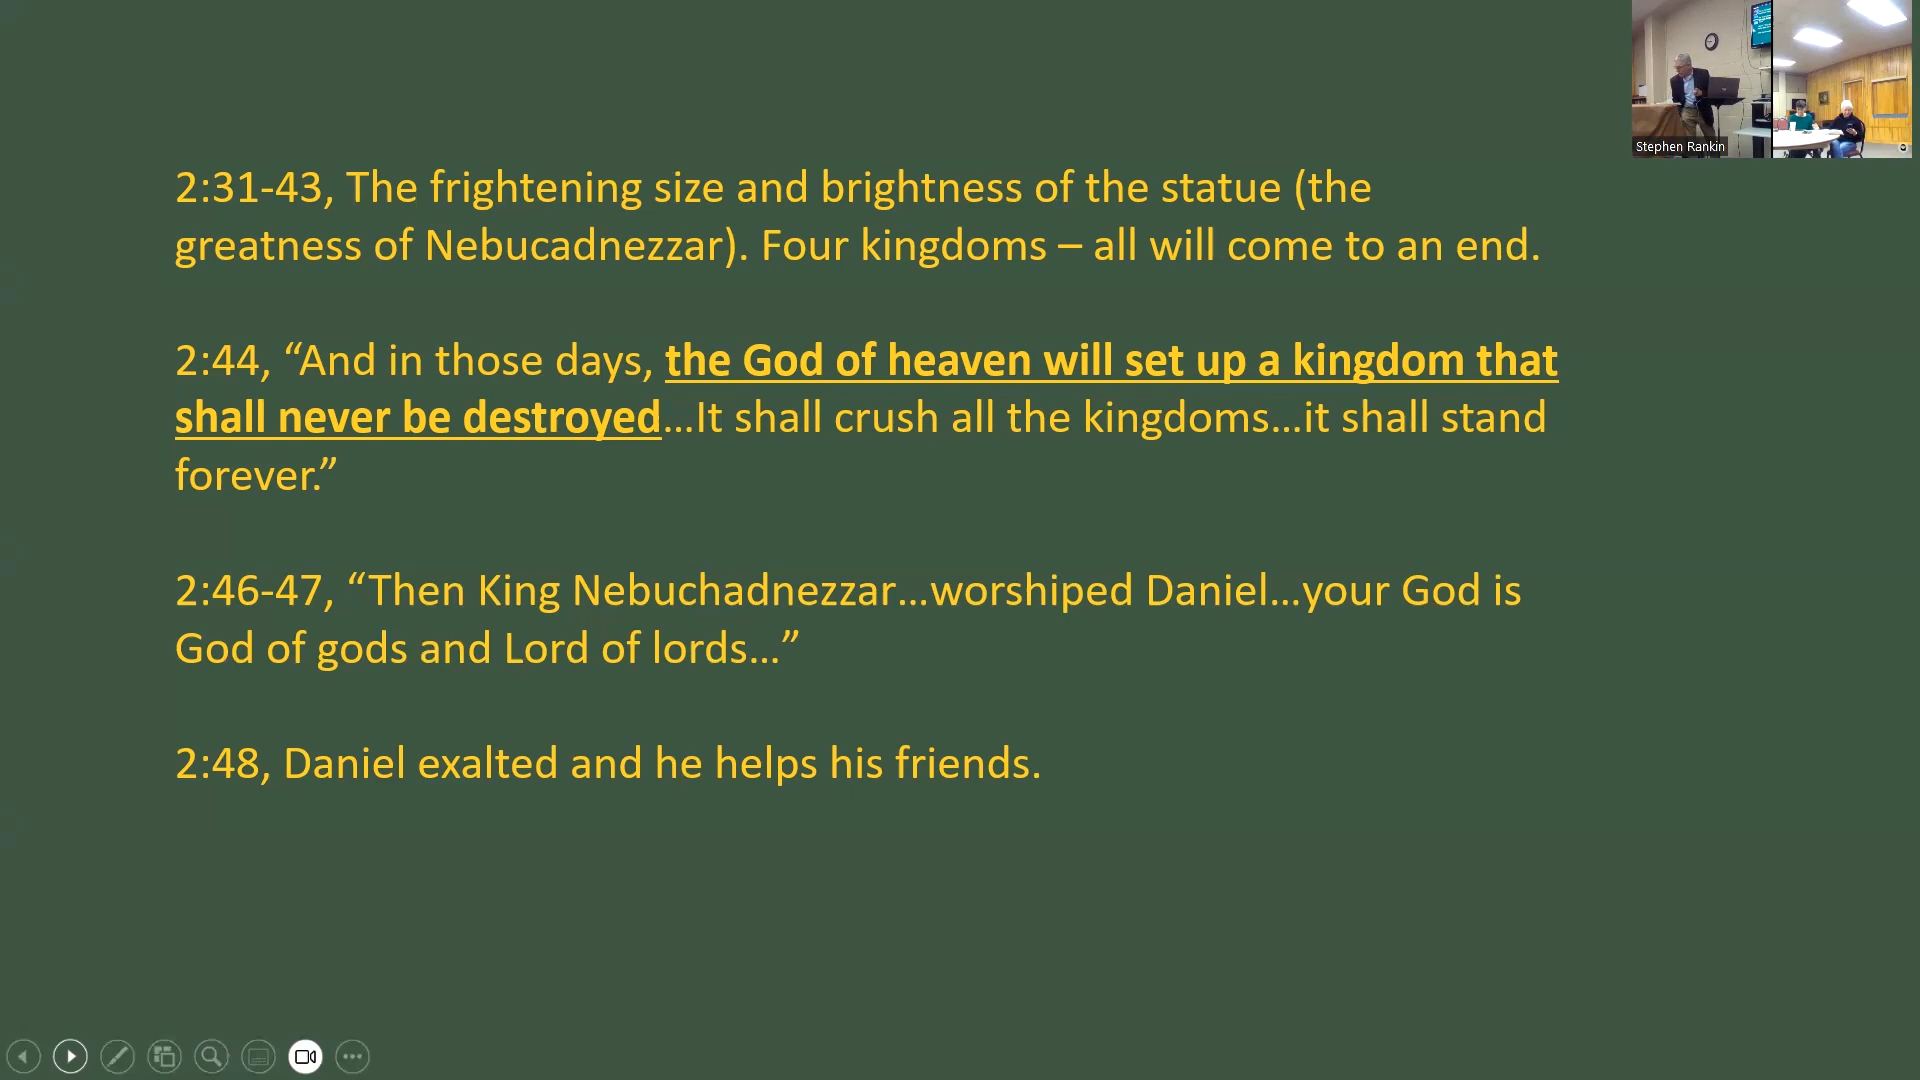 Stephen Rankin
2:31-43, The frightening size and brightness of the statue (the
greatness of Nebucadnezzar). Four kingdoms – all will come to an end.
2:44, “And in those days, the God of heaven will set up a kingdom that
shall never be destroyed…It shall crush all the kingdoms…it shall stand
forever.”
2:46-47, “Then King Nebuchadnezzar…worshiped Daniel…your God is
God of gods and Lord of lords…”
2:48, Daniel exalted and he helps his friends.